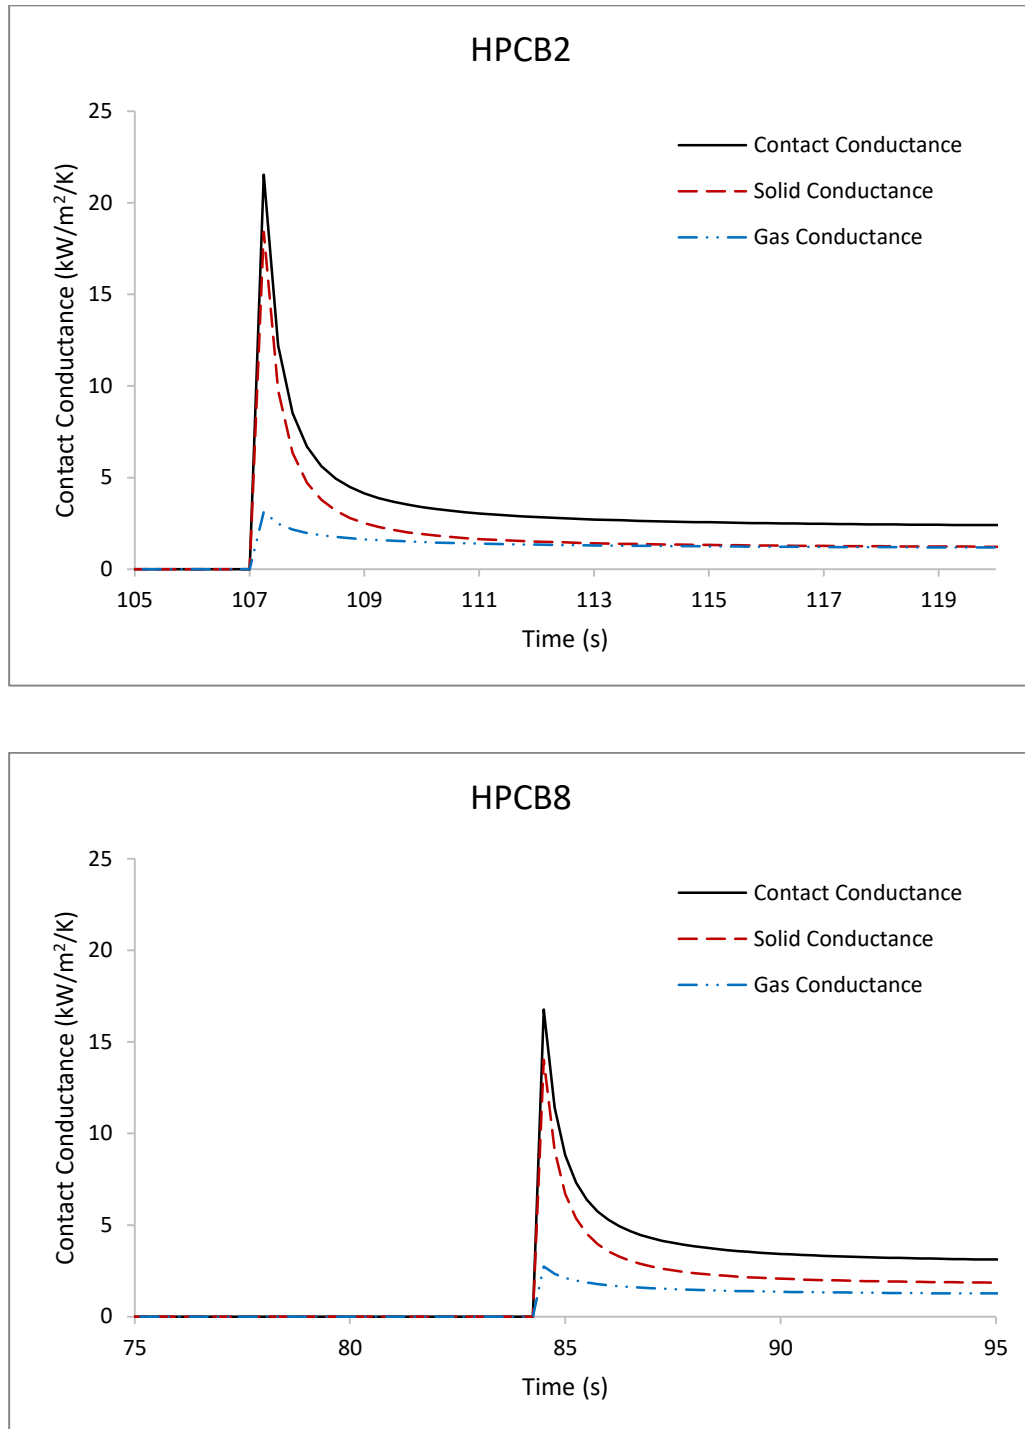 HPCB2
25
20
15
10
5
0
Contact Conductance (kW/m²/K)
Contact Conductance
Solid Conductance
Gas Conductance
105 107 109 111 113 115 117 119
Time (s)
HPCB8
25
20
15
10
5
0
Contact Conductance (kW/m²/K)
Contact Conductance
Solid Conductance
Gas Conductance
75 80 85 90 95
Time (s)